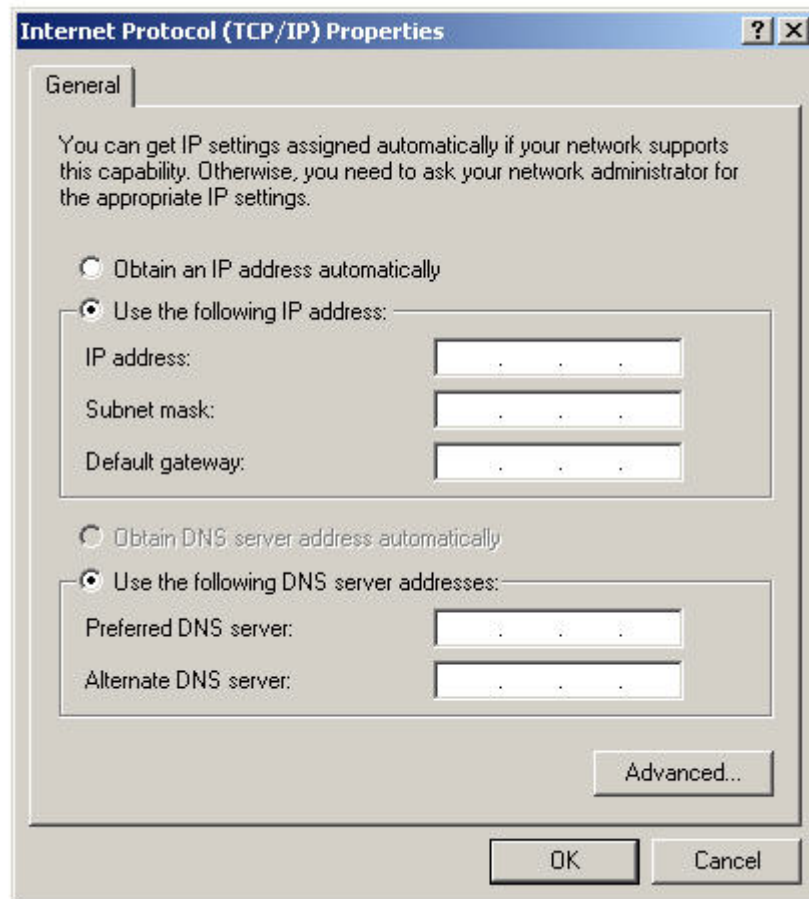 Internet Protocol (TCP/IP) Properties
General
You can get IP settings assigned automatically if your network supports
this capability. Otherwise, you need to ask your network administrator for
the appropriate IP settings.
Obtain an IP address automatically
Use the following IP address:
IP address: . . .
Subnet mask: . . .
Default gateway: . . .
Obtain DNS server address automatically
Use the following DNS server addresses:
Preferred DNS server: . . .
Alternate DNS server: . . .
Advanced...
OK Cancel